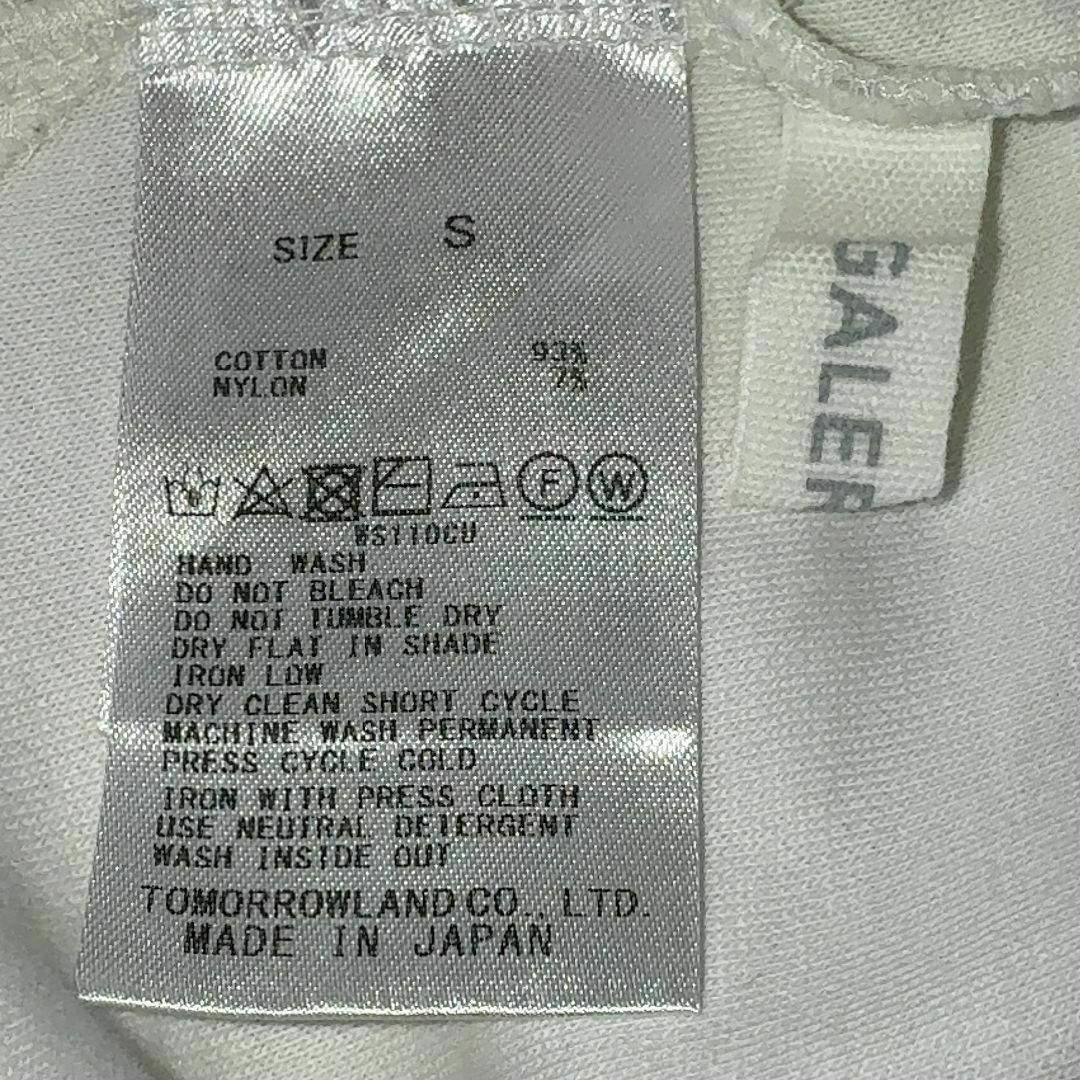 SIZE S
COTTON 93%
NYLON 7%
F W
WS110CU
HAND WASH
DO NOT BLEACH
DO NOT TUMBLE DRY
DRY FLAT IN SHADE
IRON LOW
DRY CLEAN SHORT CYCLE
MACHINE WASH PERMANENT
PRESS CYCLE COLD
IRON WITH PRESS CLOTH
USE NEUTRAL DETERGENT
WASH INSIDE OUT
TOMORROWLAND CO., LTD.
MADE IN JAPAN
GALER